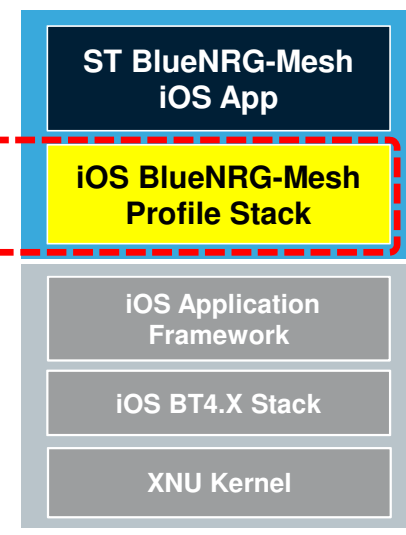 ST BlueNRG-Mesh
iOS App
iOS BlueNRG-Mesh
Profile Stack
iOS Application
Framework
iOS BT4.X Stack
XNU Kernel